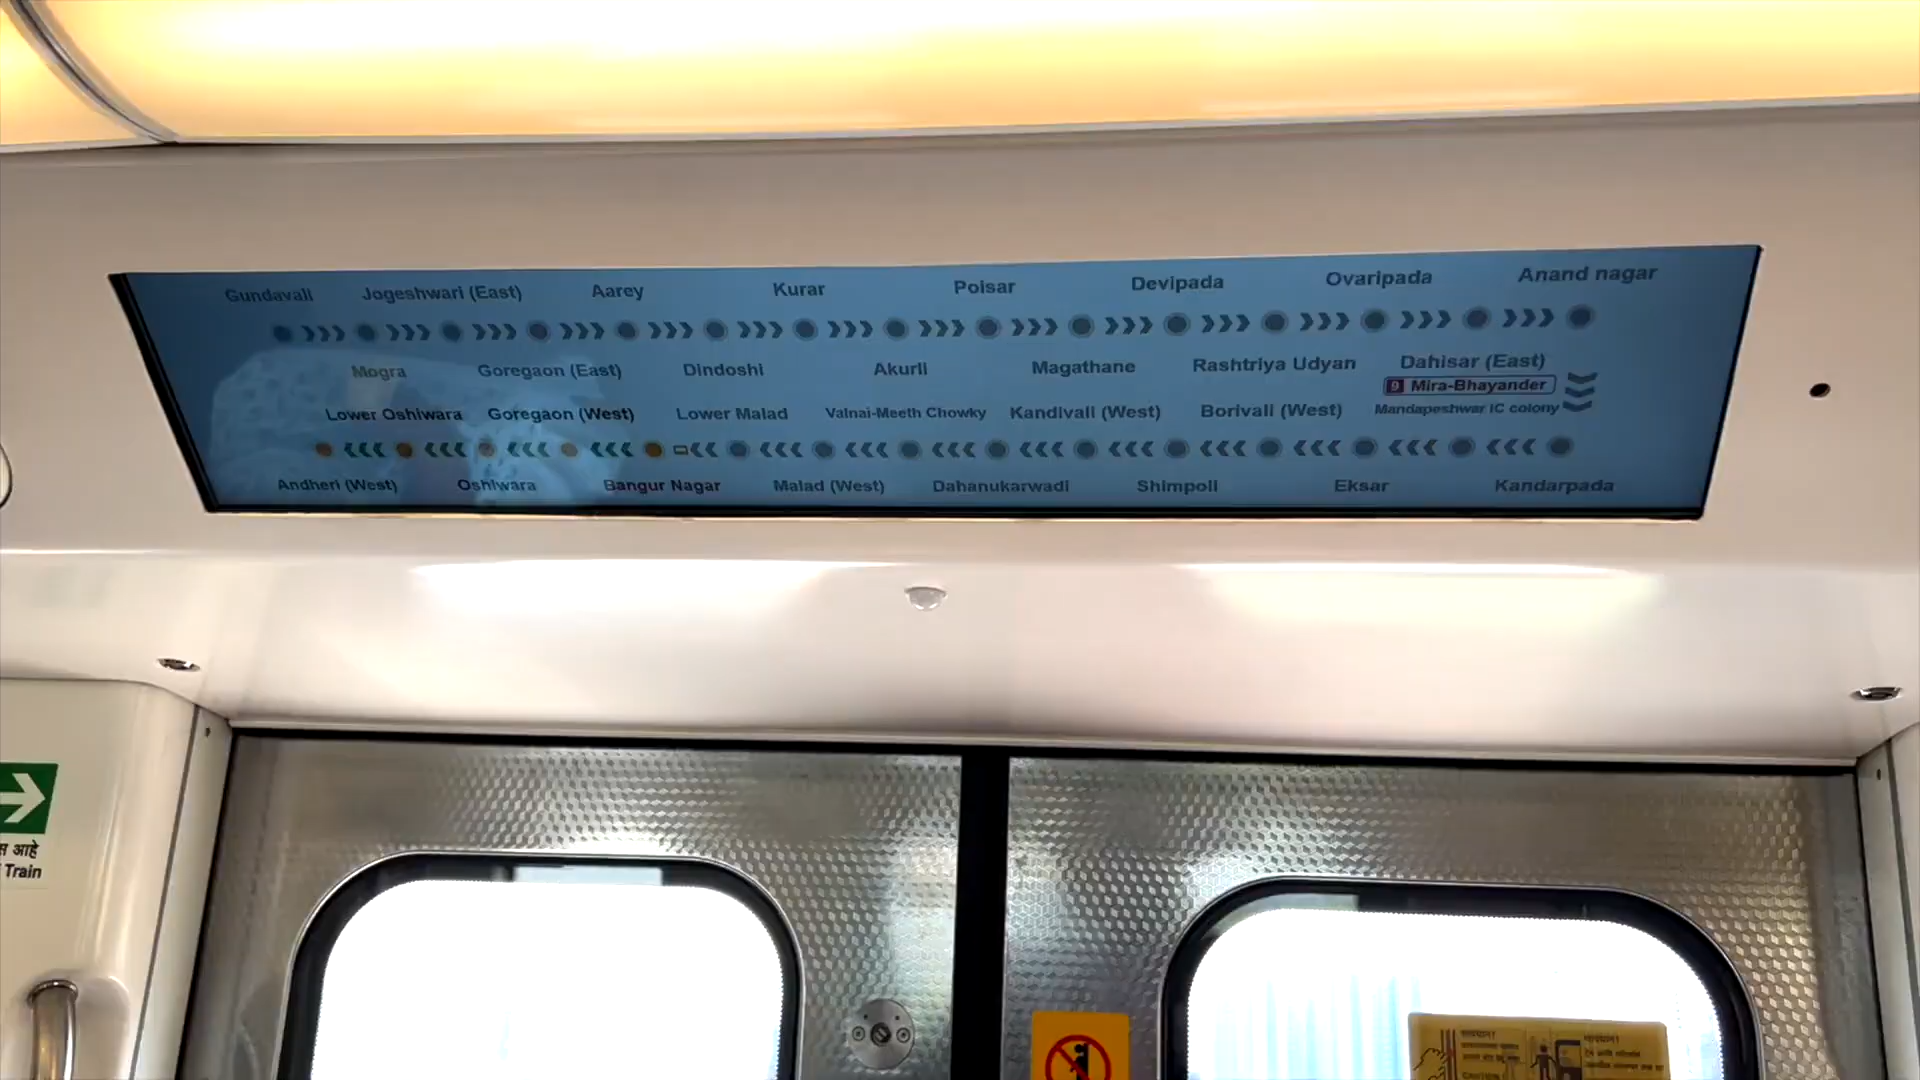 Gundavali Jogeshwari (East) Aarey Kurar Poisar Devipada Ovaripada Anand nagar
Mogra Goregaon (East) Dindoshi Akurli Magathane Rashtriya Udyan Dahisar (East)
9 Mira-Bhayander
Lower Oshiwara Goregaon (West) Lower Malad Valnai-Meeth Chowky Kandivali (West) Borivali (West) Mandapeshwar IC colony
Andheri (West) Oshiwara Bangur Nagar Malad (West) Dahanukarwadi Shimpoli Eksar Kandarpada
आहे
Train
CAUTION